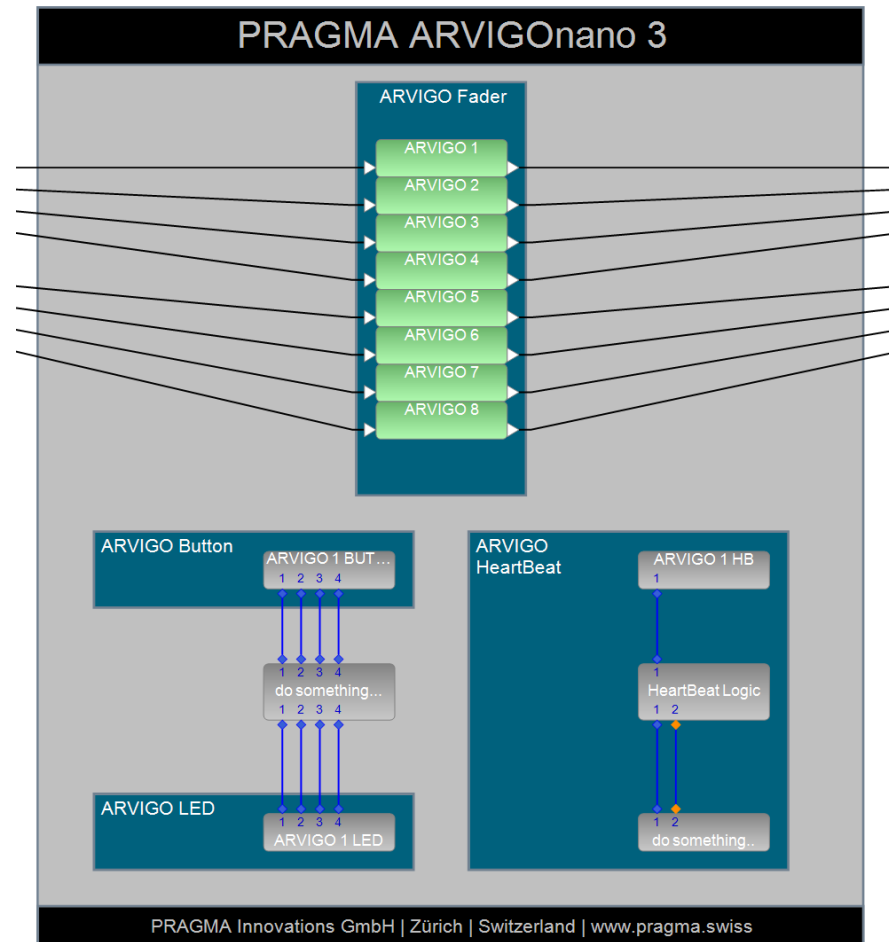 PRAGMA ARVIGOnano 3
ARVIGO Fader
ARVIGO 1
ARVIGO 2
ARVIGO 3
ARVIGO 4
ARVIGO 5
ARVIGO 6
ARVIGO 7
ARVIGO 8
ARVIGO Button
ARVIGO 1 BUT...
1 2 3 4
1 2 3 4
do something...
1 2 3 4
ARVIGO LED
1 2 3 4
ARVIGO 1 LED
ARVIGO
HeartBeat
ARVIGO 1 HB
1
1
HeartBeat Logic
1 2
1 2
do something..
PRAGMA Innovations GmbH | Zürich | Switzerland | www.pragma.swiss